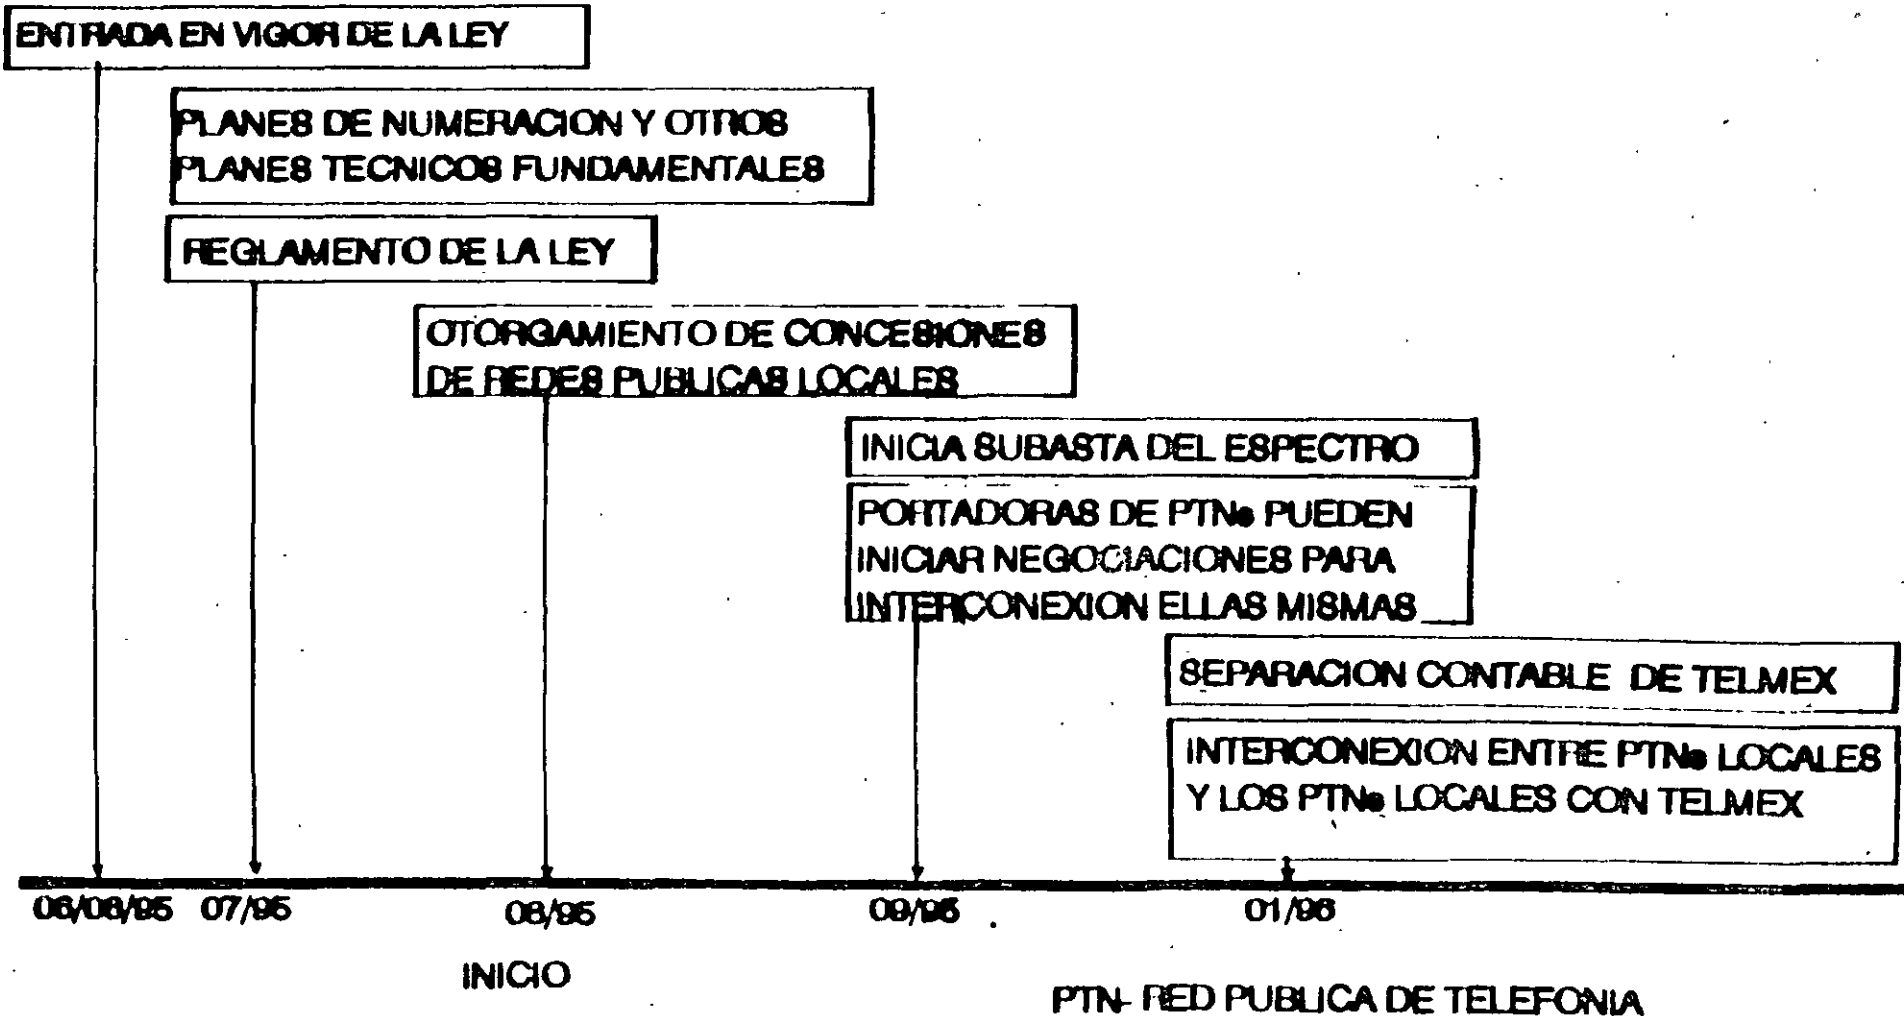 ENTRADA EN VIGOR DE LA LEY
PLANES DE NUMERACION Y OTROS
PLANES TECNICOS FUNDAMENTALES
REGLAMENTO DE LA LEY
OTORGAMIENTO DE CONCESIONES
DE REDES PUBLICAS LOCALES
INICIA SUBASTA DEL ESPECTRO
PORTADORAS DE PTNs PUEDEN
INICIAR NEGOCIACIONES PARA
INTERCONEXION ELLAS MISMAS
SEPARACION CONTABLE DE TELMEX
INTERCONEXION ENTRE PTNs LOCALES
Y LOS PTNs LOCALES CON TELMEX
06/08/95 07/95 08/95 09/95 01/96
INICIO
PTN- RED PUBLICA DE TELEFONIA